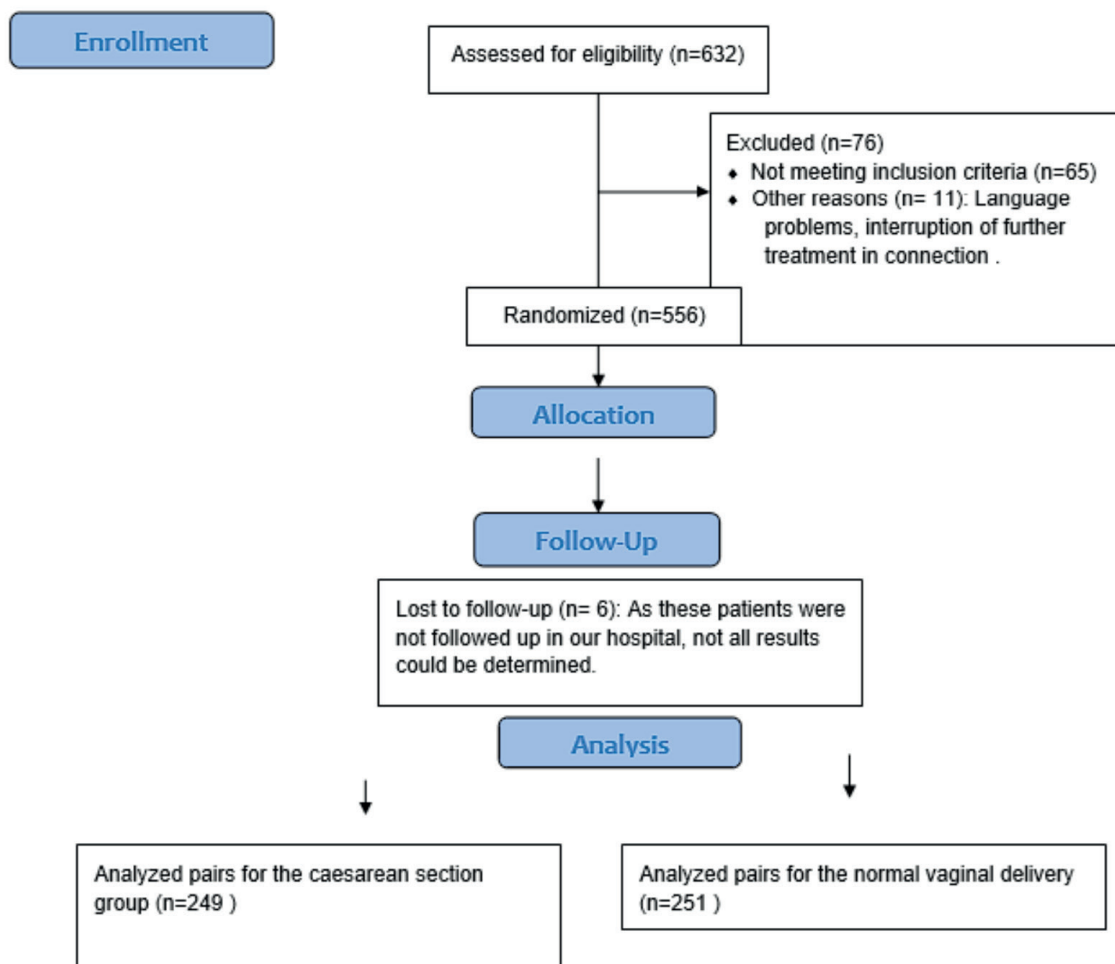 Enrollment
Assessed for eligibility (n=632)
Excluded (n=76)
⬧ Not meeting inclusion criteria (n=65)
⬧ Other reasons (n= 11): Language
problems, interruption of further
treatment in connection .
Randomized (n=556)
Allocation
Follow-Up
Lost to follow-up (n= 6): As these patients were
not followed up in our hospital, not all results
could be determined.
Analysis
Analyzed pairs for the caesarean section
group (n=249 )
Analyzed pairs for the normal vaginal delivery
(n=251 )